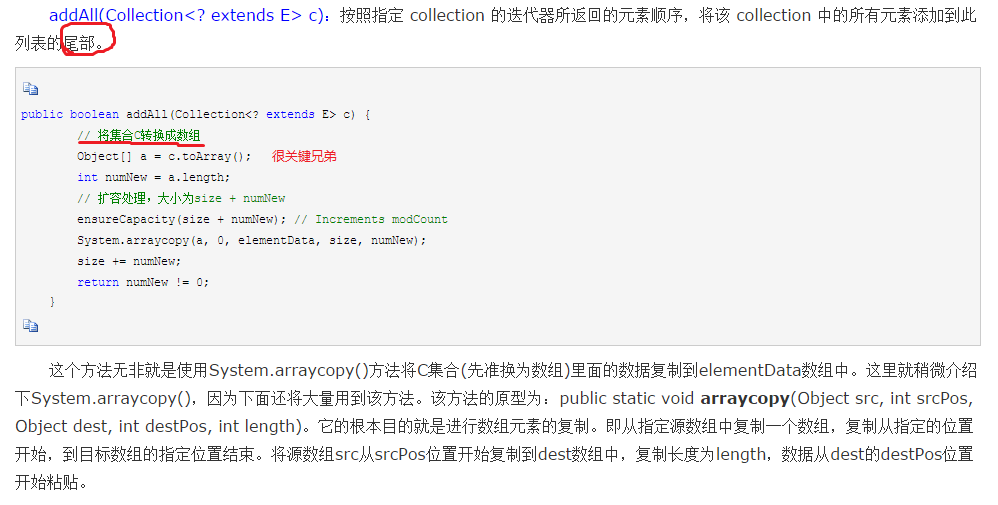 addAll(Collection<? extends E> c)：按照指定 collection 的迭代器所返回的元素顺序，将该 collection 中的所有元素添加到此
列表的尾部。
public boolean addAll(Collection<? extends E> c) {
// 将集合C转换成数组
Object[] a = c.toArray(); 很关键兄弟
int numNew = a.length;
// 扩容处理，大小为size + numNew
ensureCapacity(size + numNew); // Increments modCount
System.arraycopy(a, 0, elementData, size, numNew);
size += numNew;
return numNew != 0;
}
这个方法无非就是使用System.arraycopy()方法将C集合(先准换为数组)里面的数据复制到elementData数组中。这里就稍微介绍
下System.arraycopy()，因为下面还将大量用到该方法。该方法的原型为：public static void arraycopy(Object src, int srcPos,
Object dest, int destPos, int length)。它的根本目的就是进行数组元素的复制。即从指定源数组中复制一个数组，复制从指定的位置
开始，到目标数组的指定位置结束。将源数组src从srcPos位置开始复制到dest数组中，复制长度为length，数据从dest的destPos位置
开始粘贴。